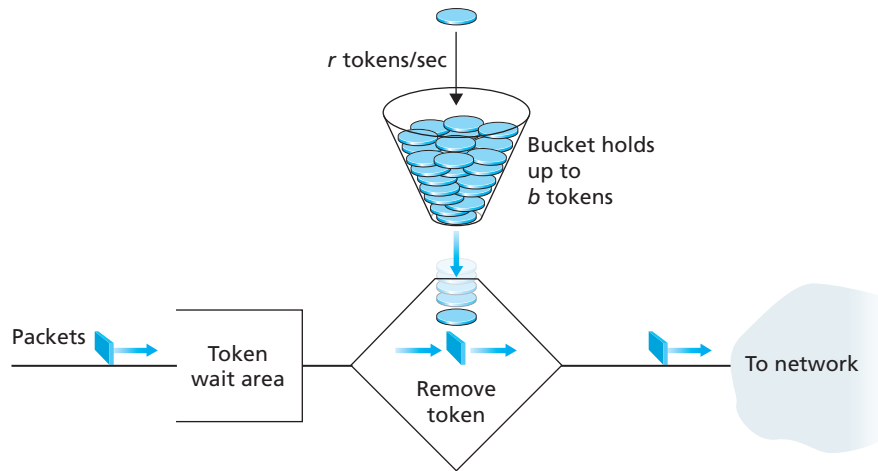 r tokens/sec
Bucket holds
up to
b tokens
Packets
Token
wait area
Remove
token
To network